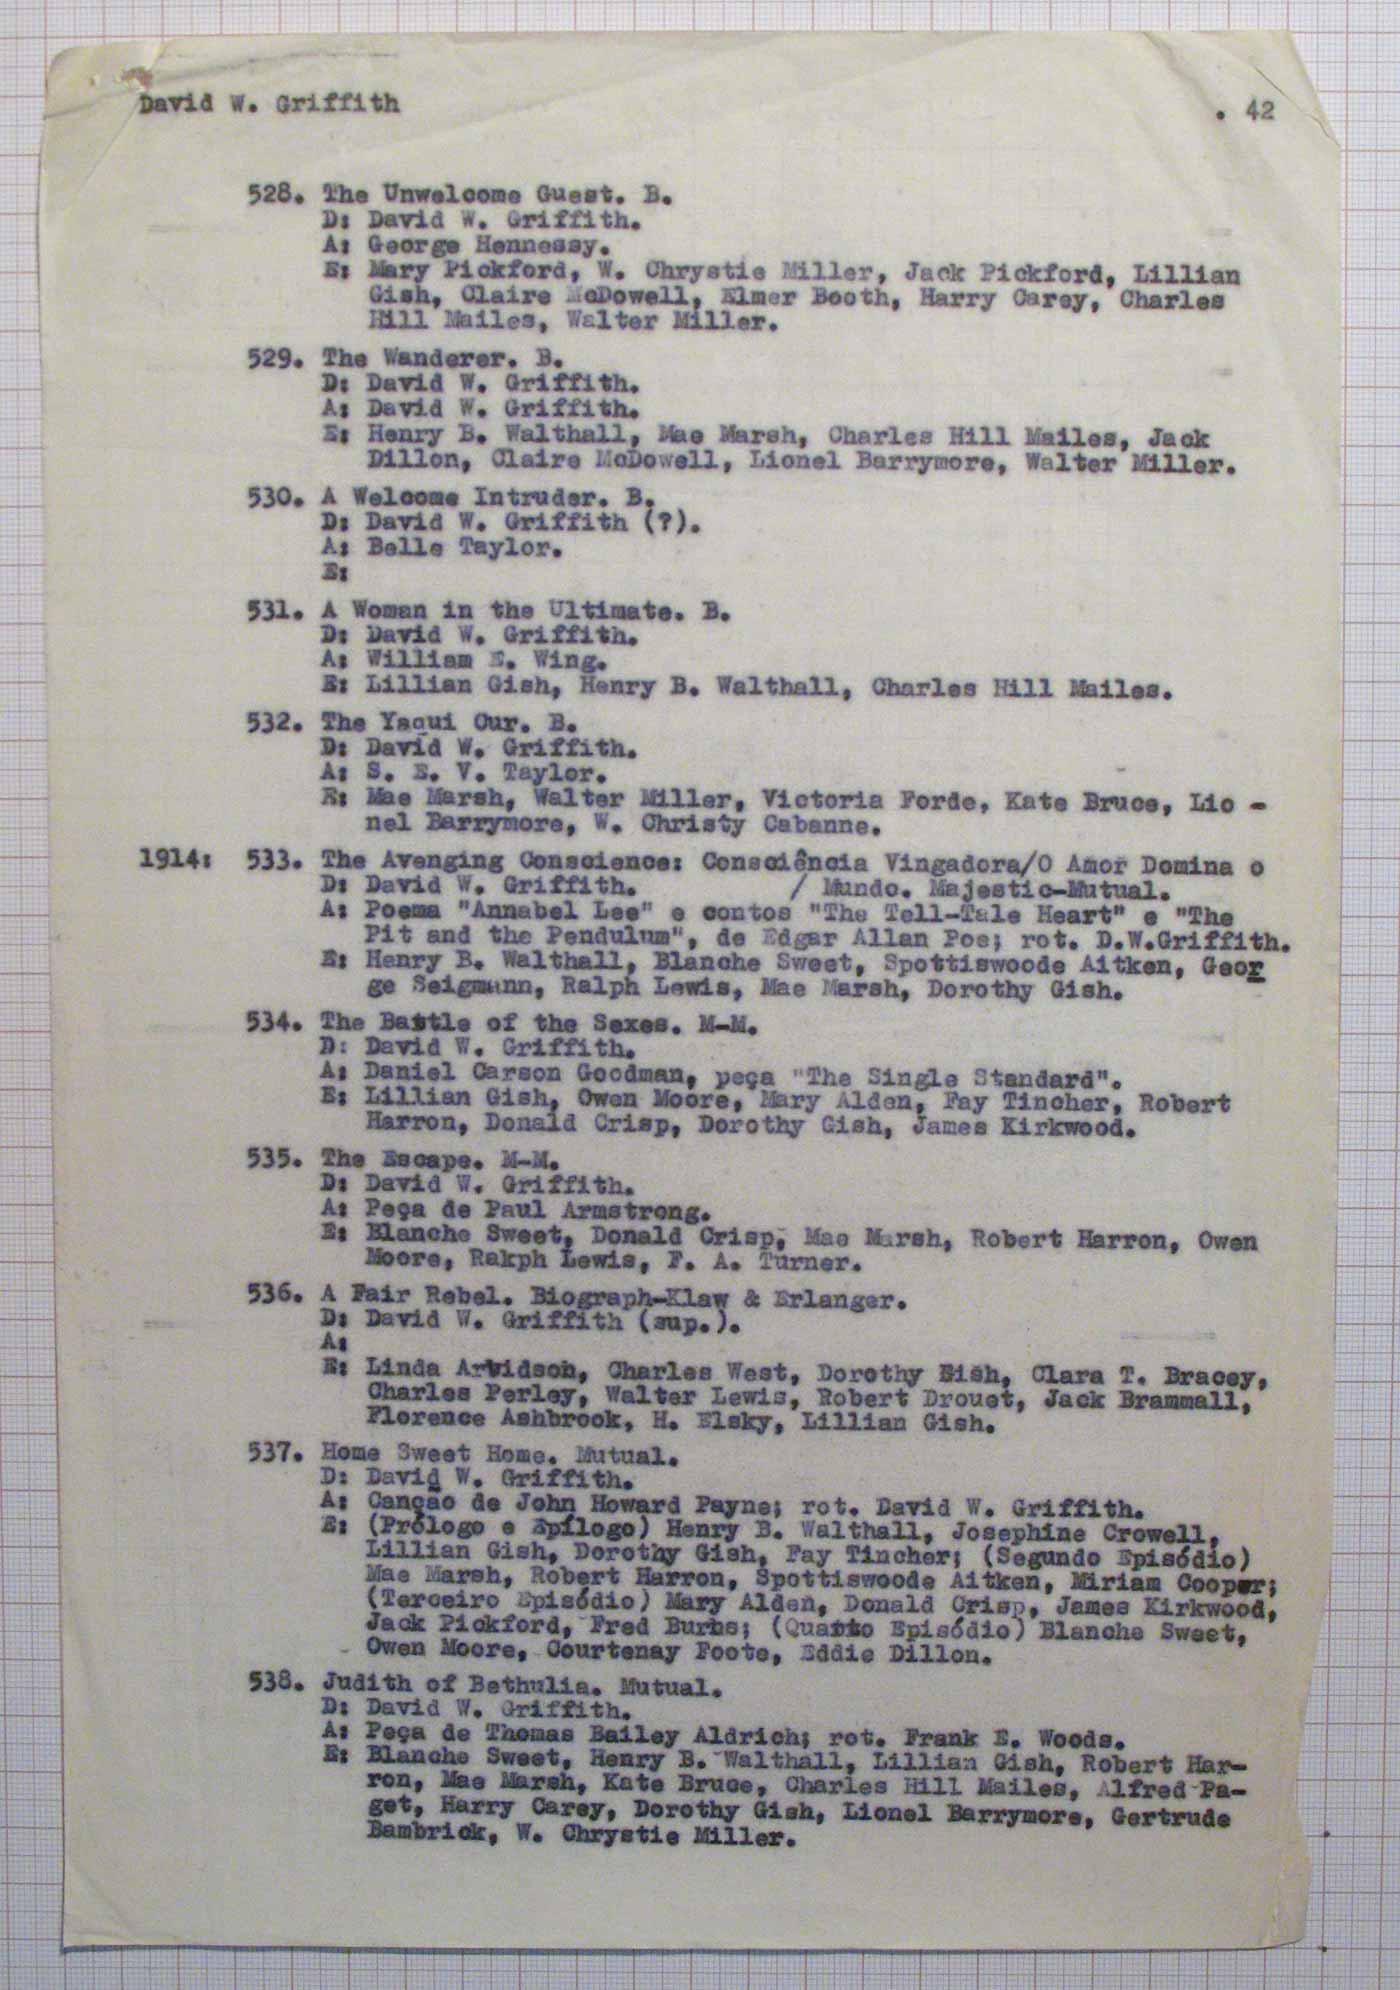 David W. Griffith . 42
528. The Unwelcome Guest. B.
D: David W. Griffith.
A: George Hennessy.
E: Mary Pickford, W. Chrystie Miller, Jack Pickford, Lillian
Gish, Claire McDowell, Elmer Booth, Harry Carey, Charles
Hill Mailes, Walter Miller.
529. The Wanderer. B.
D: David W. Griffith.
A: David W. Griffith.
E: Henry B. Walthall, Mae Marsh, Charles Hill Mailes, Jack
Dillon, Claire McDowell, Lionel Barrymore, Walter Miller.
530. A Welcome Intruder. B.
D: David W. Griffith (?).
A: Belle Taylor.
E:
531. A Woman in the Ultimate. B.
D: David W. Griffith.
A: William E. Wing.
E: Lillian Gish, Henry B. Walthall, Charles Hill Mailes.
532. The Yaqui Cur. B.
D: David W. Griffith.
A: S. E. V. Taylor.
E: Mae Marsh, Walter Miller, Victoria Forde, Kate Bruce, Lio -
nel Barrymore, W. Christy Cabanne.
1914: 533. The Avenging Conscience: Consciência Vingadora/O Amor Domina o
D: David W. Griffith. / Mundo. Majestic-Mutual.
A: Poema "Annabel Lee" e contos "The Tell-Tale Heart" e "The
Pit and the Pendulum", de Edgar Allan Poe; rot. D.W.Griffith.
E: Henry B. Walthall, Blanche Sweet, Spottiswoode Aitken, Geor
ge Seigmann, Ralph Lewis, Mae Marsh, Dorothy Gish.
534. The Battle of the Sexes. M-M.
D: David W. Griffith.
A: Daniel Carson Goodman, peça "The Single Standard".
E: Lillian Gish, Owen Moore, Mary Alden, Fay Tincher, Robert
Harron, Donald Crisp, Dorothy Gish, James Kirkwood.
535. The Escape. M-M.
D: David W. Griffith.
A: Peça de Paul Armstrong.
E: Blanche Sweet, Donald Crisp, Mae Marsh, Robert Harron, Owen
Moore, Rakph Lewis, F. A. Turner.
536. A Fair Rebel. Biograph-Klaw & Erlanger.
D: David W. Griffith (sup.).
A:
E: Linda Arvidson, Charles West, Dorothy Gish, Clara T. Bracey,
Charles Perley, Walter Lewis, Robert Drouet, Jack Brammall,
Florence Ashbrook, H. Elsky, Lillian Gish.
537. Home Sweet Home. Mutual.
D: David W. Griffith.
A: Canção de John Howard Payne; rot. David W. Griffith.
E: (Prólogo e Epílogo) Henry B. Walthall, Josephine Crowell,
Lillian Gish, Dorothy Gish, Fay Tincher; (Segundo Episódio)
Mae Marsh, Robert Harron, Spottiswoode Aitken, Miriam Cooper;
(Terceiro Episódio) Mary Alden, Donald Crisp, James Kirkwood,
Jack Pickford, Fred Burns; (Quarto Episódio) Blanche Sweet,
Owen Moore, Courtenay Foote, Eddie Dillon.
538. Judith of Bethulia. Mutual.
D: David W. Griffith.
A: Peça de Thomas Bailey Aldrich; rot. Frank E. Woods.
E: Blanche Sweet, Henry B. Walthall, Lillian Gish, Robert Har-
ron, Mae Marsh, Kate Bruce, Charles Hill Mailes, Alfred Pa-
get, Harry Carey, Dorothy Gish, Lionel Barrymore, Gertrude
Bambrick, W. Chrystie Miller.